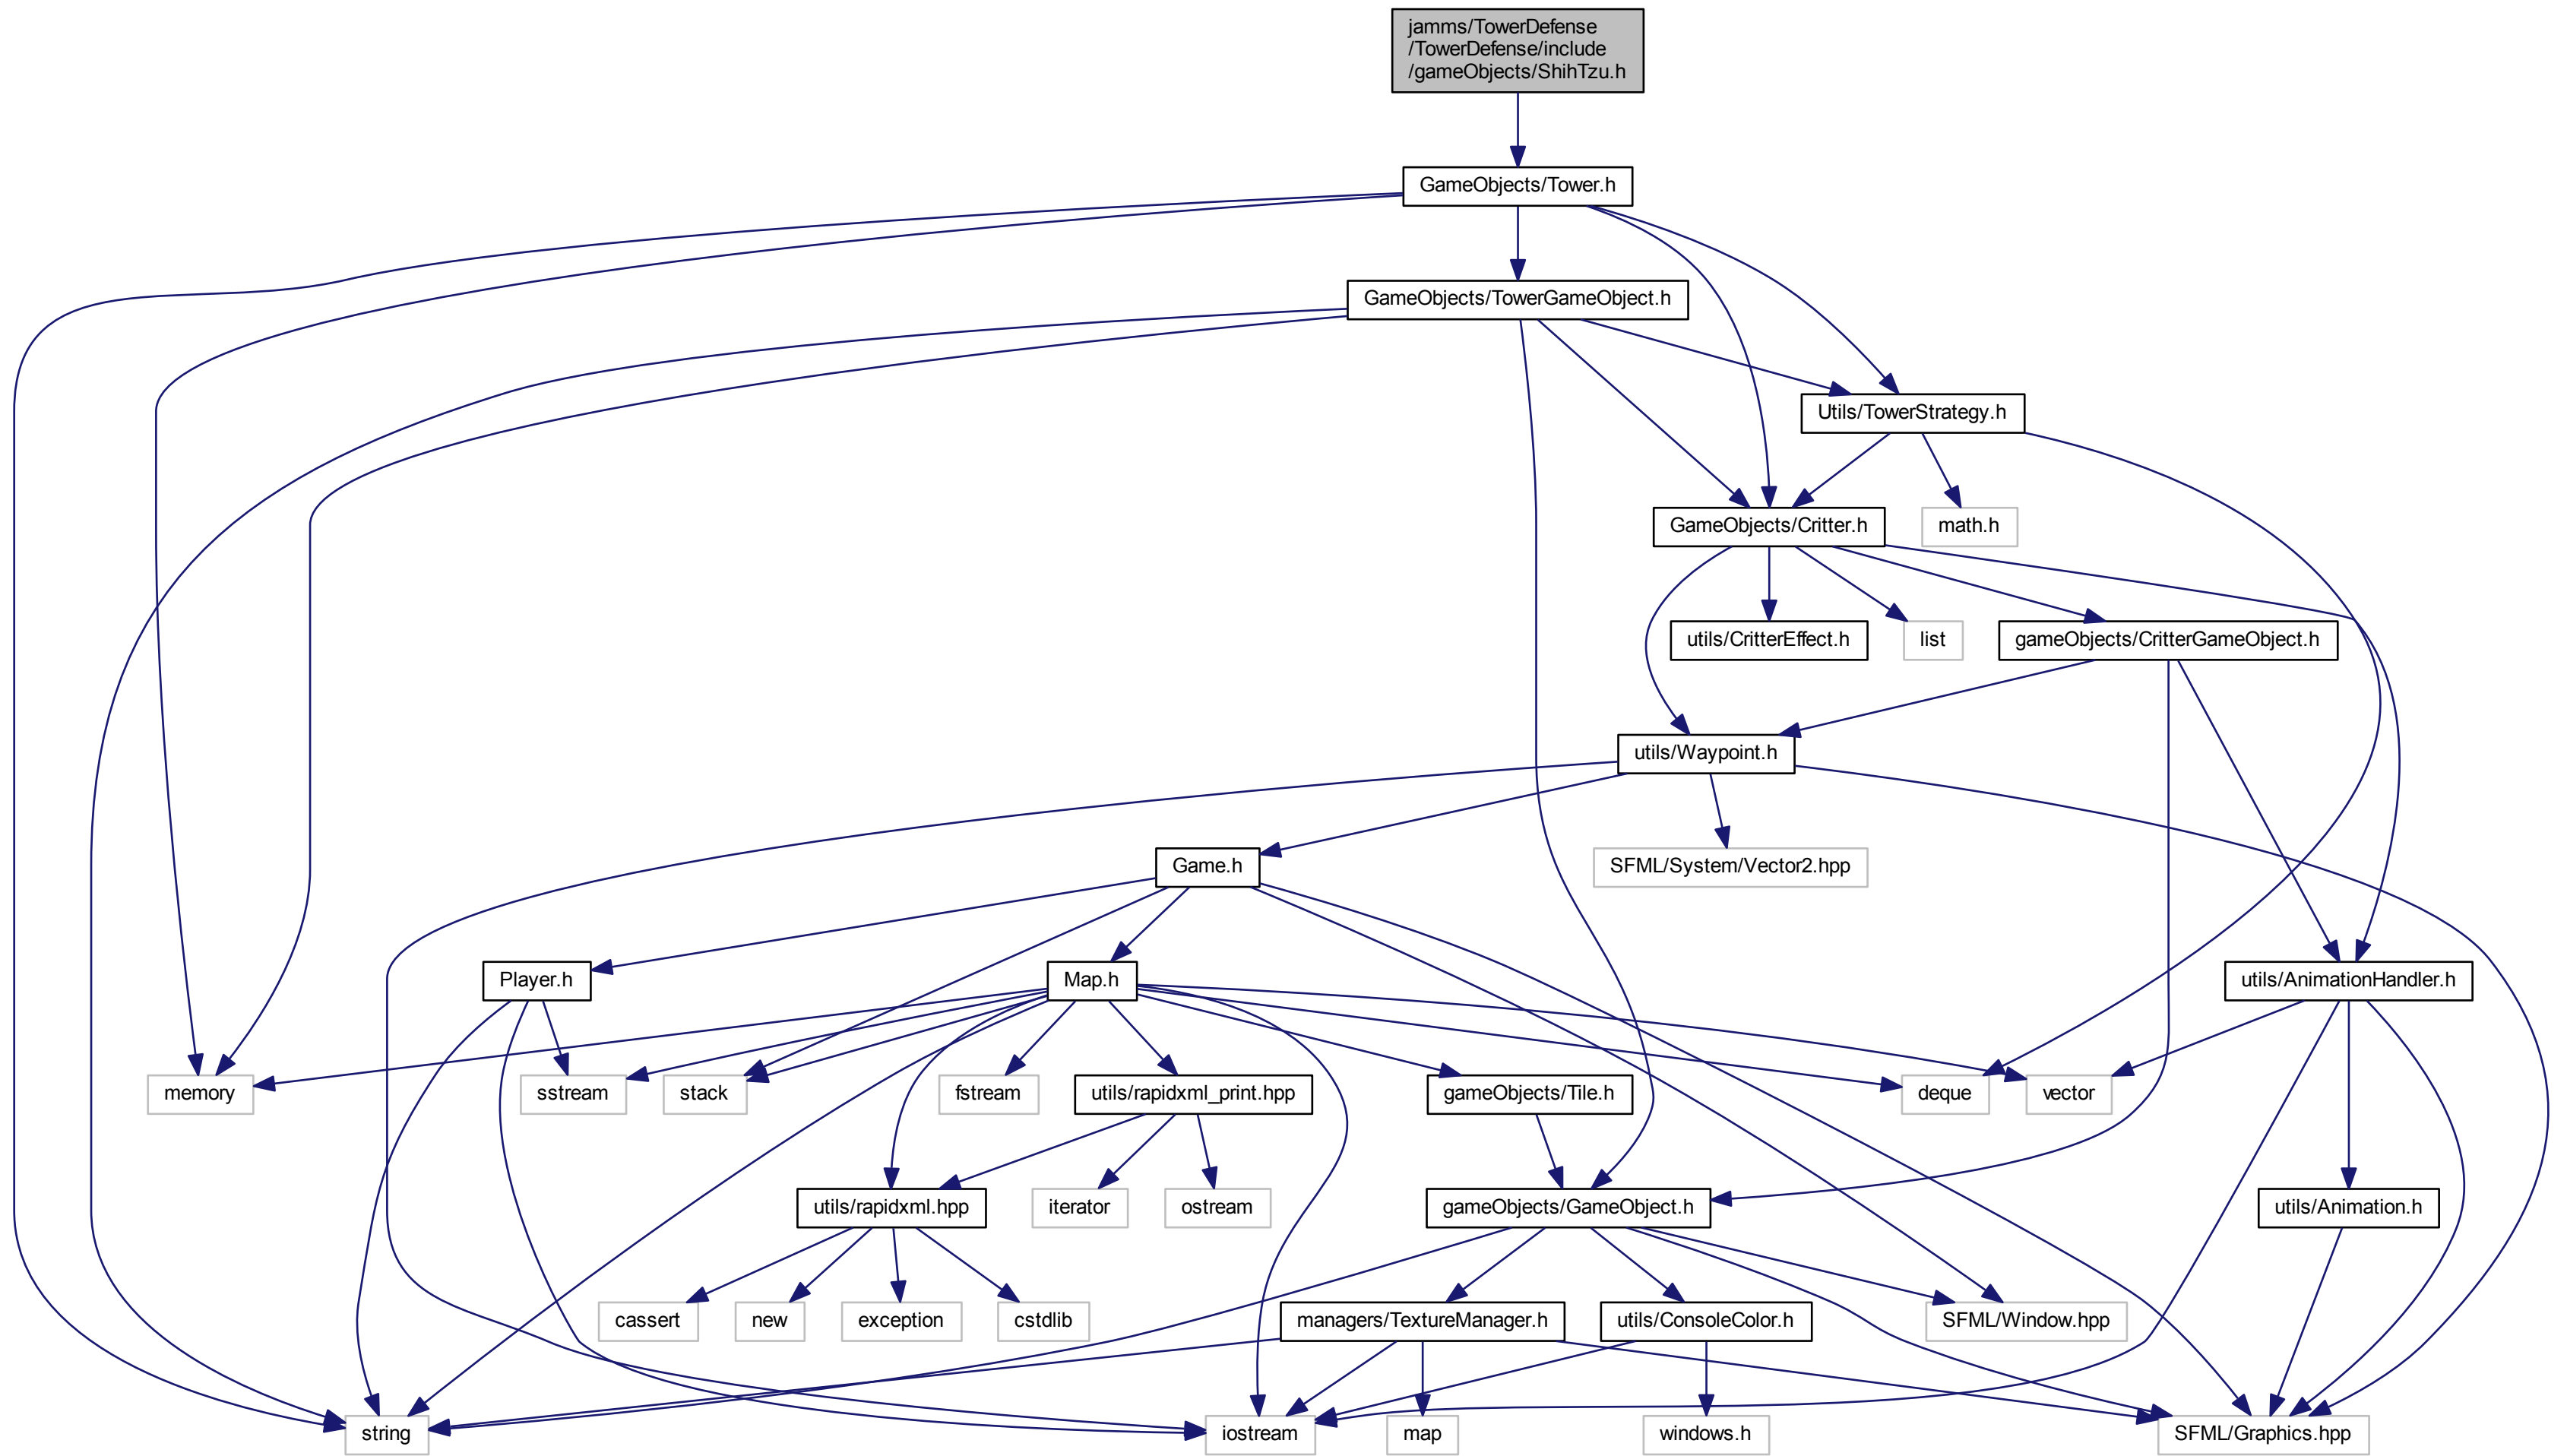 jamms/TowerDefense
/TowerDefense/include
/gameObjects/ShihTzu.h
GameObjects/Tower.h
GameObjects/TowerGameObject.h
Utils/TowerStrategy.h
GameObjects/Critter.h
math.h
utils/CritterEffect.h
list
gameObjects/CritterGameObject.h
utils/Waypoint.h
Game.h
SFML/System/Vector2.hpp
Player.h
Map.h
utils/AnimationHandler.h
memory
sstream
stack
fstream
utils/rapidxml_print.hpp
gameObjects/Tile.h
deque
vector
utils/rapidxml.hpp
iterator
ostream
gameObjects/GameObject.h
utils/Animation.h
cassert
new
exception
cstdlib
managers/TextureManager.h
utils/ConsoleColor.h
SFML/Window.hpp
string
iostream
map
windows.h
SFML/Graphics.hpp